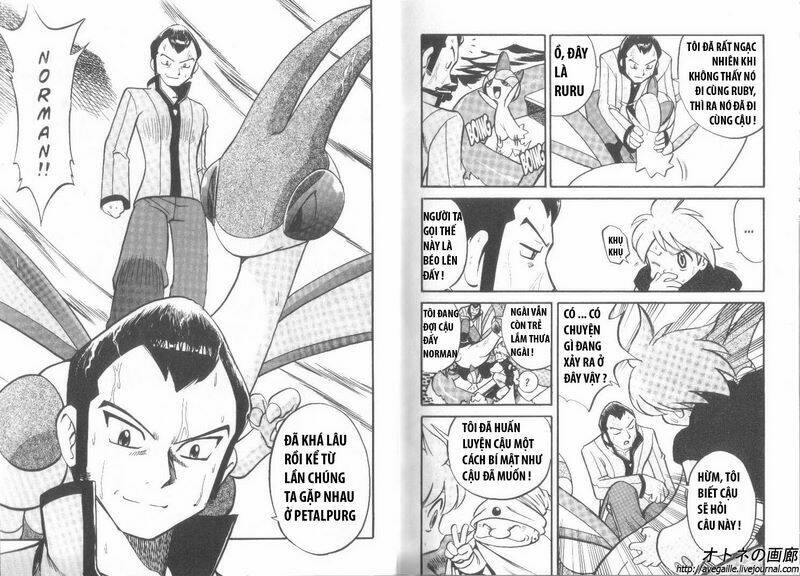 NORMAN!!
ĐÃ KHÁ LÂU
RỒI KỂ TỪ
LẦN CHÚNG
TA GẶP NHAU
Ở PETALPURG
BOING
BOING
Ồ, ĐÂY
LÀ
RURU
TÔI ĐÃ RẤT NGẠC
NHIÊN KHI
KHÔNG THẤY NÓ
ĐI CÙNG RUBY,
THÌ RA NÓ ĐÃ ĐI
CÙNG CẬU !
NGƯỜI TA
GỌI THẾ
NÀY LÀ
BÉO LÊN
ĐẤY !
KHỤ
KHỤ
...
TÔI ĐANG
ĐỢI CẬU
ĐẤY
NORMAN
NGÀI VẪN
CÒN TRẺ
LẮM THƯA
NGÀI !
?
TÔI ĐÃ HUẤN
LUYỆN CẬU MỘT
CÁCH BÍ MẬT NHƯ
CẬU ĐÃ MUỐN !
CÓ ... CÓ
CHUYỆN
GÌ ĐANG
XẢY RA Ở
ĐÂY VẬY ?
HỪM, TÔI
BIẾT CẬU
SẼ HỎI
CÂU NÀY !
オトネの画廊
http://avegaille.livejournal.com